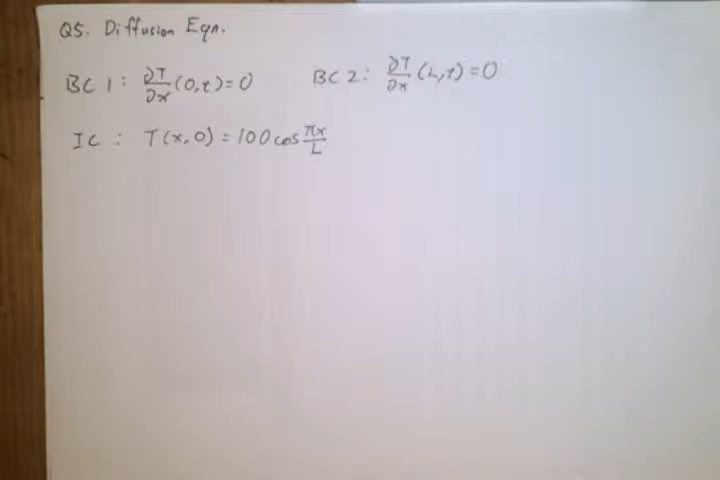 Q5. Diffusion Eqn.
BC 1: ∂T/∂x (0,t)=0 BC 2: ∂T/∂x (L,t)=0
IC : T(x,0) = 100 cos πx/L